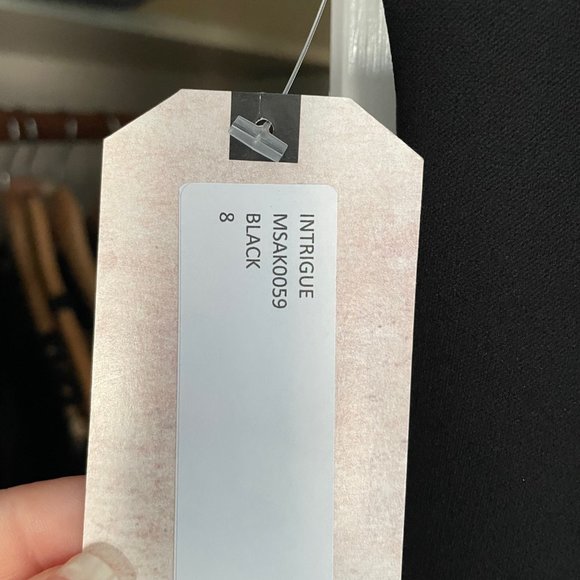 INTRIGUE
MSAK0059
BLACK
8